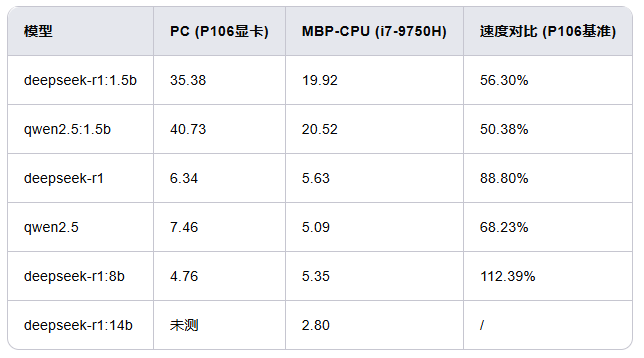 模型 PC (P106显卡) MBP-CPU (i7-9750H) 速度对比 (P106基准)
deepseek-r1:1.5b 35.38 19.92 56.30%
qwen2.5:1.5b 40.73 20.52 50.38%
deepseek-r1 6.34 5.63 88.80%
qwen2.5 7.46 5.09 68.23%
deepseek-r1:8b 4.76 5.35 112.39%
deepseek-r1:14b 未测 2.80 /